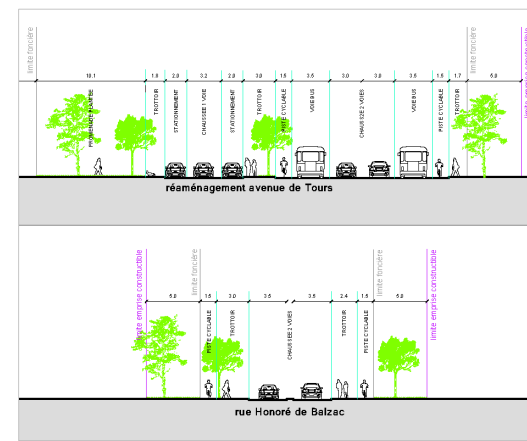 limite foncière
limite foncière
limite emprise constructible
18.1
1.8
2.0
3.2
2.0
3.0
1.5
3.5
3.0
3.0
3.5
1.5
1.7
5.0
PROMENADE PLANTÉE
TROTTOIR
STATIONNEMENT
CHAUSSEE 1 VOIE
STATIONNEMENT
TROTTOIR
PISTE CYCLABLE
VOIE BUS
CHAUSSEE 2 VOIES
VOIE BUS
PISTE CYCLABLE
TROTTOIR
réaménagement avenue de Tours
limite emprise constructible
limite foncière
limite foncière
limite emprise constructible
5.0
1.5
3.0
3.5
3.5
2.4
1.5
5.0
PISTE CYCLABLE
TROTTOIR
CHAUSSEE 2 VOIES
TROTTOIR
PISTE CYCLABLE
rue Honoré de Balzac